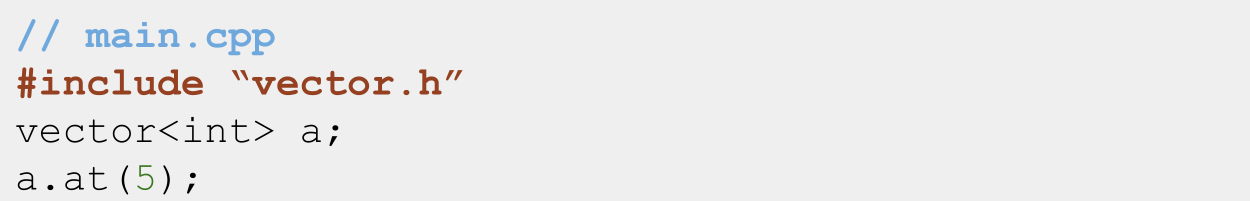 // main.cpp
#include “vector.h”
vector<int> a;
a.at(5);